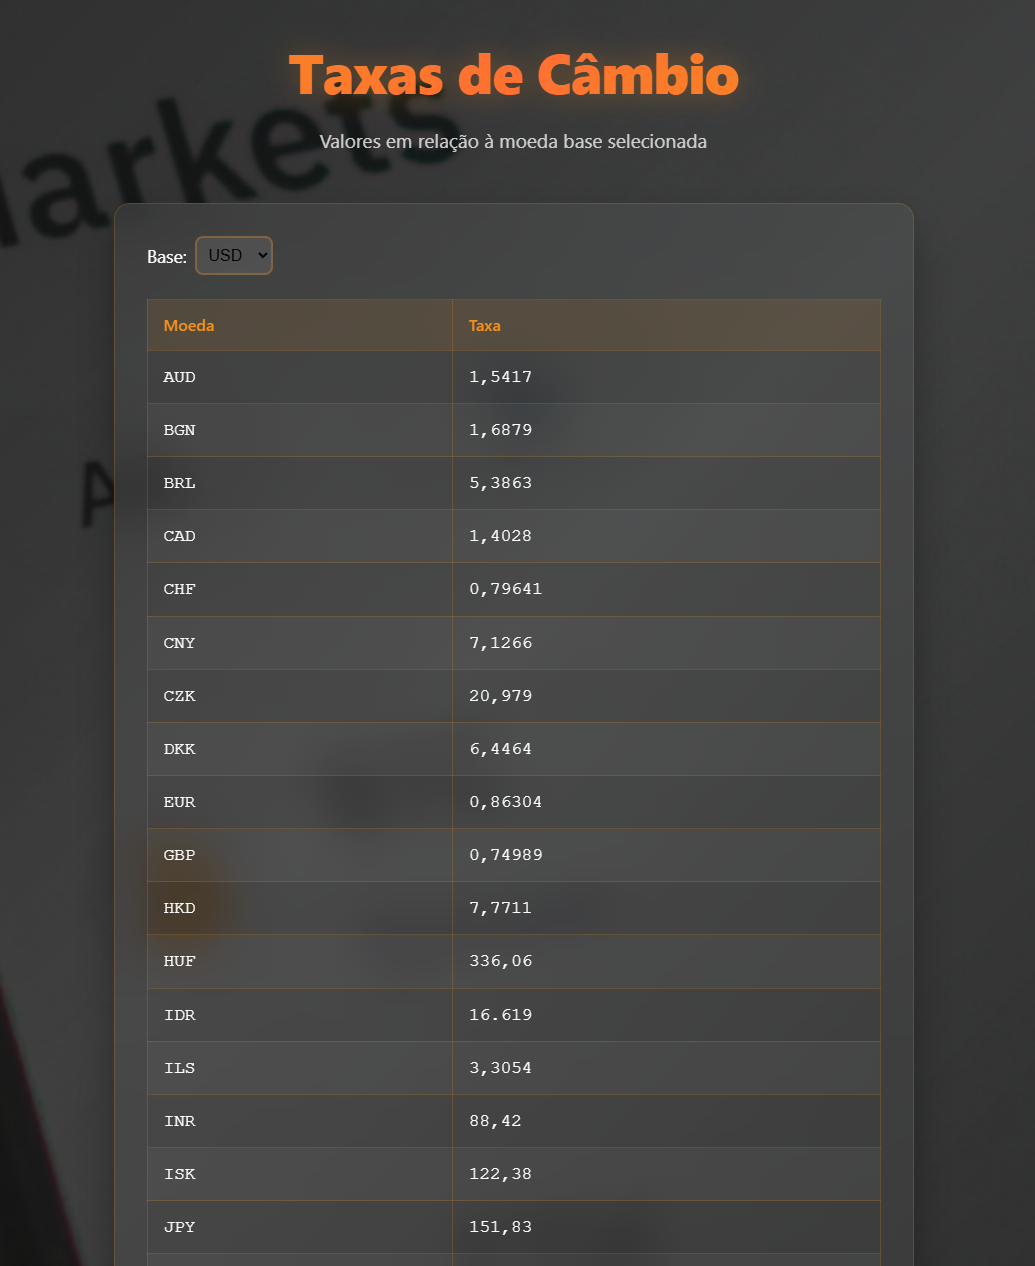 Taxas de Câmbio
Markets
Valores em relação à moeda base selecionada
Base: USD
Moeda Taxa
AUD 1,5417
BGN 1,6879
BRL 5,3863
A
CAD 1,4028
CHF 0,79641
CNY 7,1266
CZK 20,979
DKK 6,4464
EUR 0,86304
GBP 0,74989
HKD 7,7711
HUF 336,06
IDR 16.619
ILS 3,3054
INR 88,42
ISK 122,38
JPY 151,83